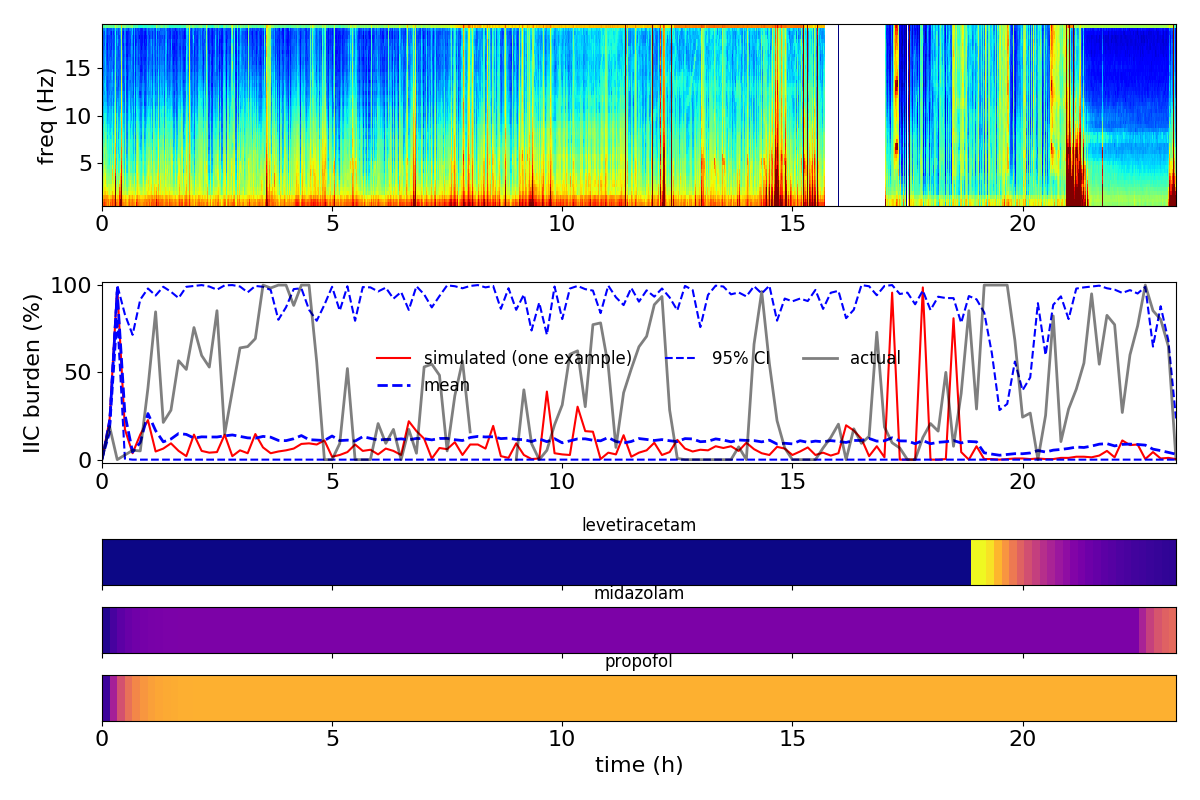 freq (Hz)
15
10
5
0 5 10 15 20
IIC burden (%)
100
50
0
simulated (one example) 95% CI actual
mean
0 5 10 15 20
levetiracetam
midazolam
propofol
0 5 10 15 20
time (h)